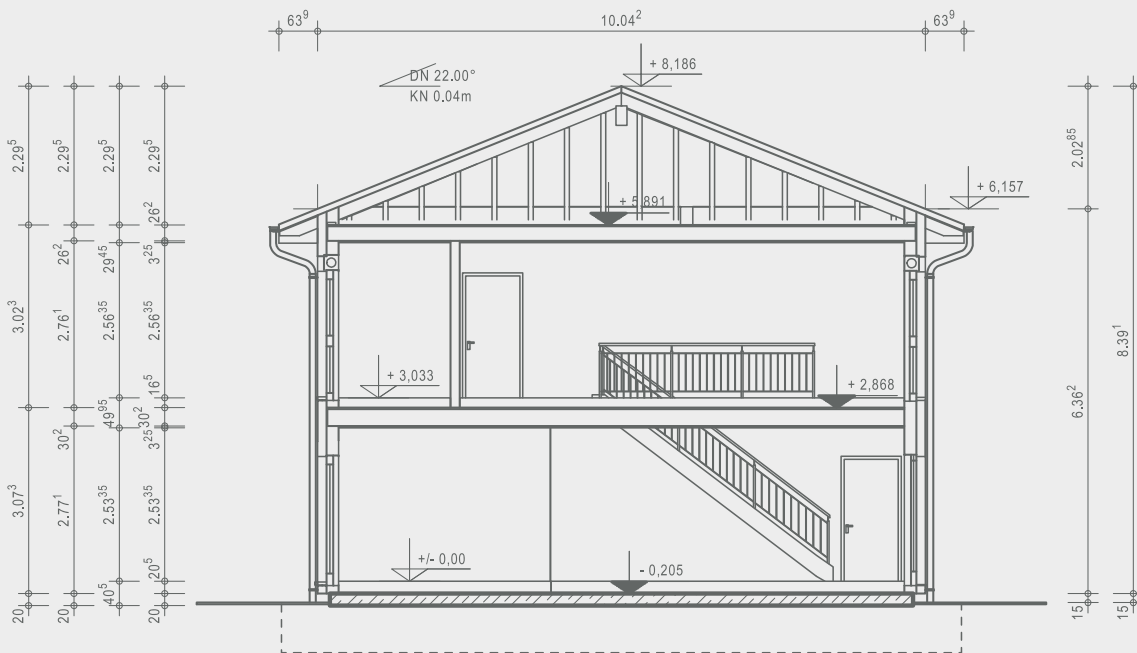 63⁹ 10.04² 63⁹
DN 22.00°
KN 0.04m
+ 8,186
+ 6,157
+ 5,891
+ 3,033
+ 2,868
+/- 0,00
- 0,205
2.29⁵ 3.02³ 3.07³ 20
2.29⁵ 26² 2.76¹ 30² 2.77¹ 20
2.29⁵ 29⁴⁵ 2.56³⁵ 49⁹⁵ 2.53³⁵ 40⁵
2.29⁵ 26² 3²⁵ 2.56³⁵ 16⁵ 30² 3²⁵ 2.53³⁵ 20⁵ 20
2.02⁸⁵ 6.36² 15
8.39¹ 15